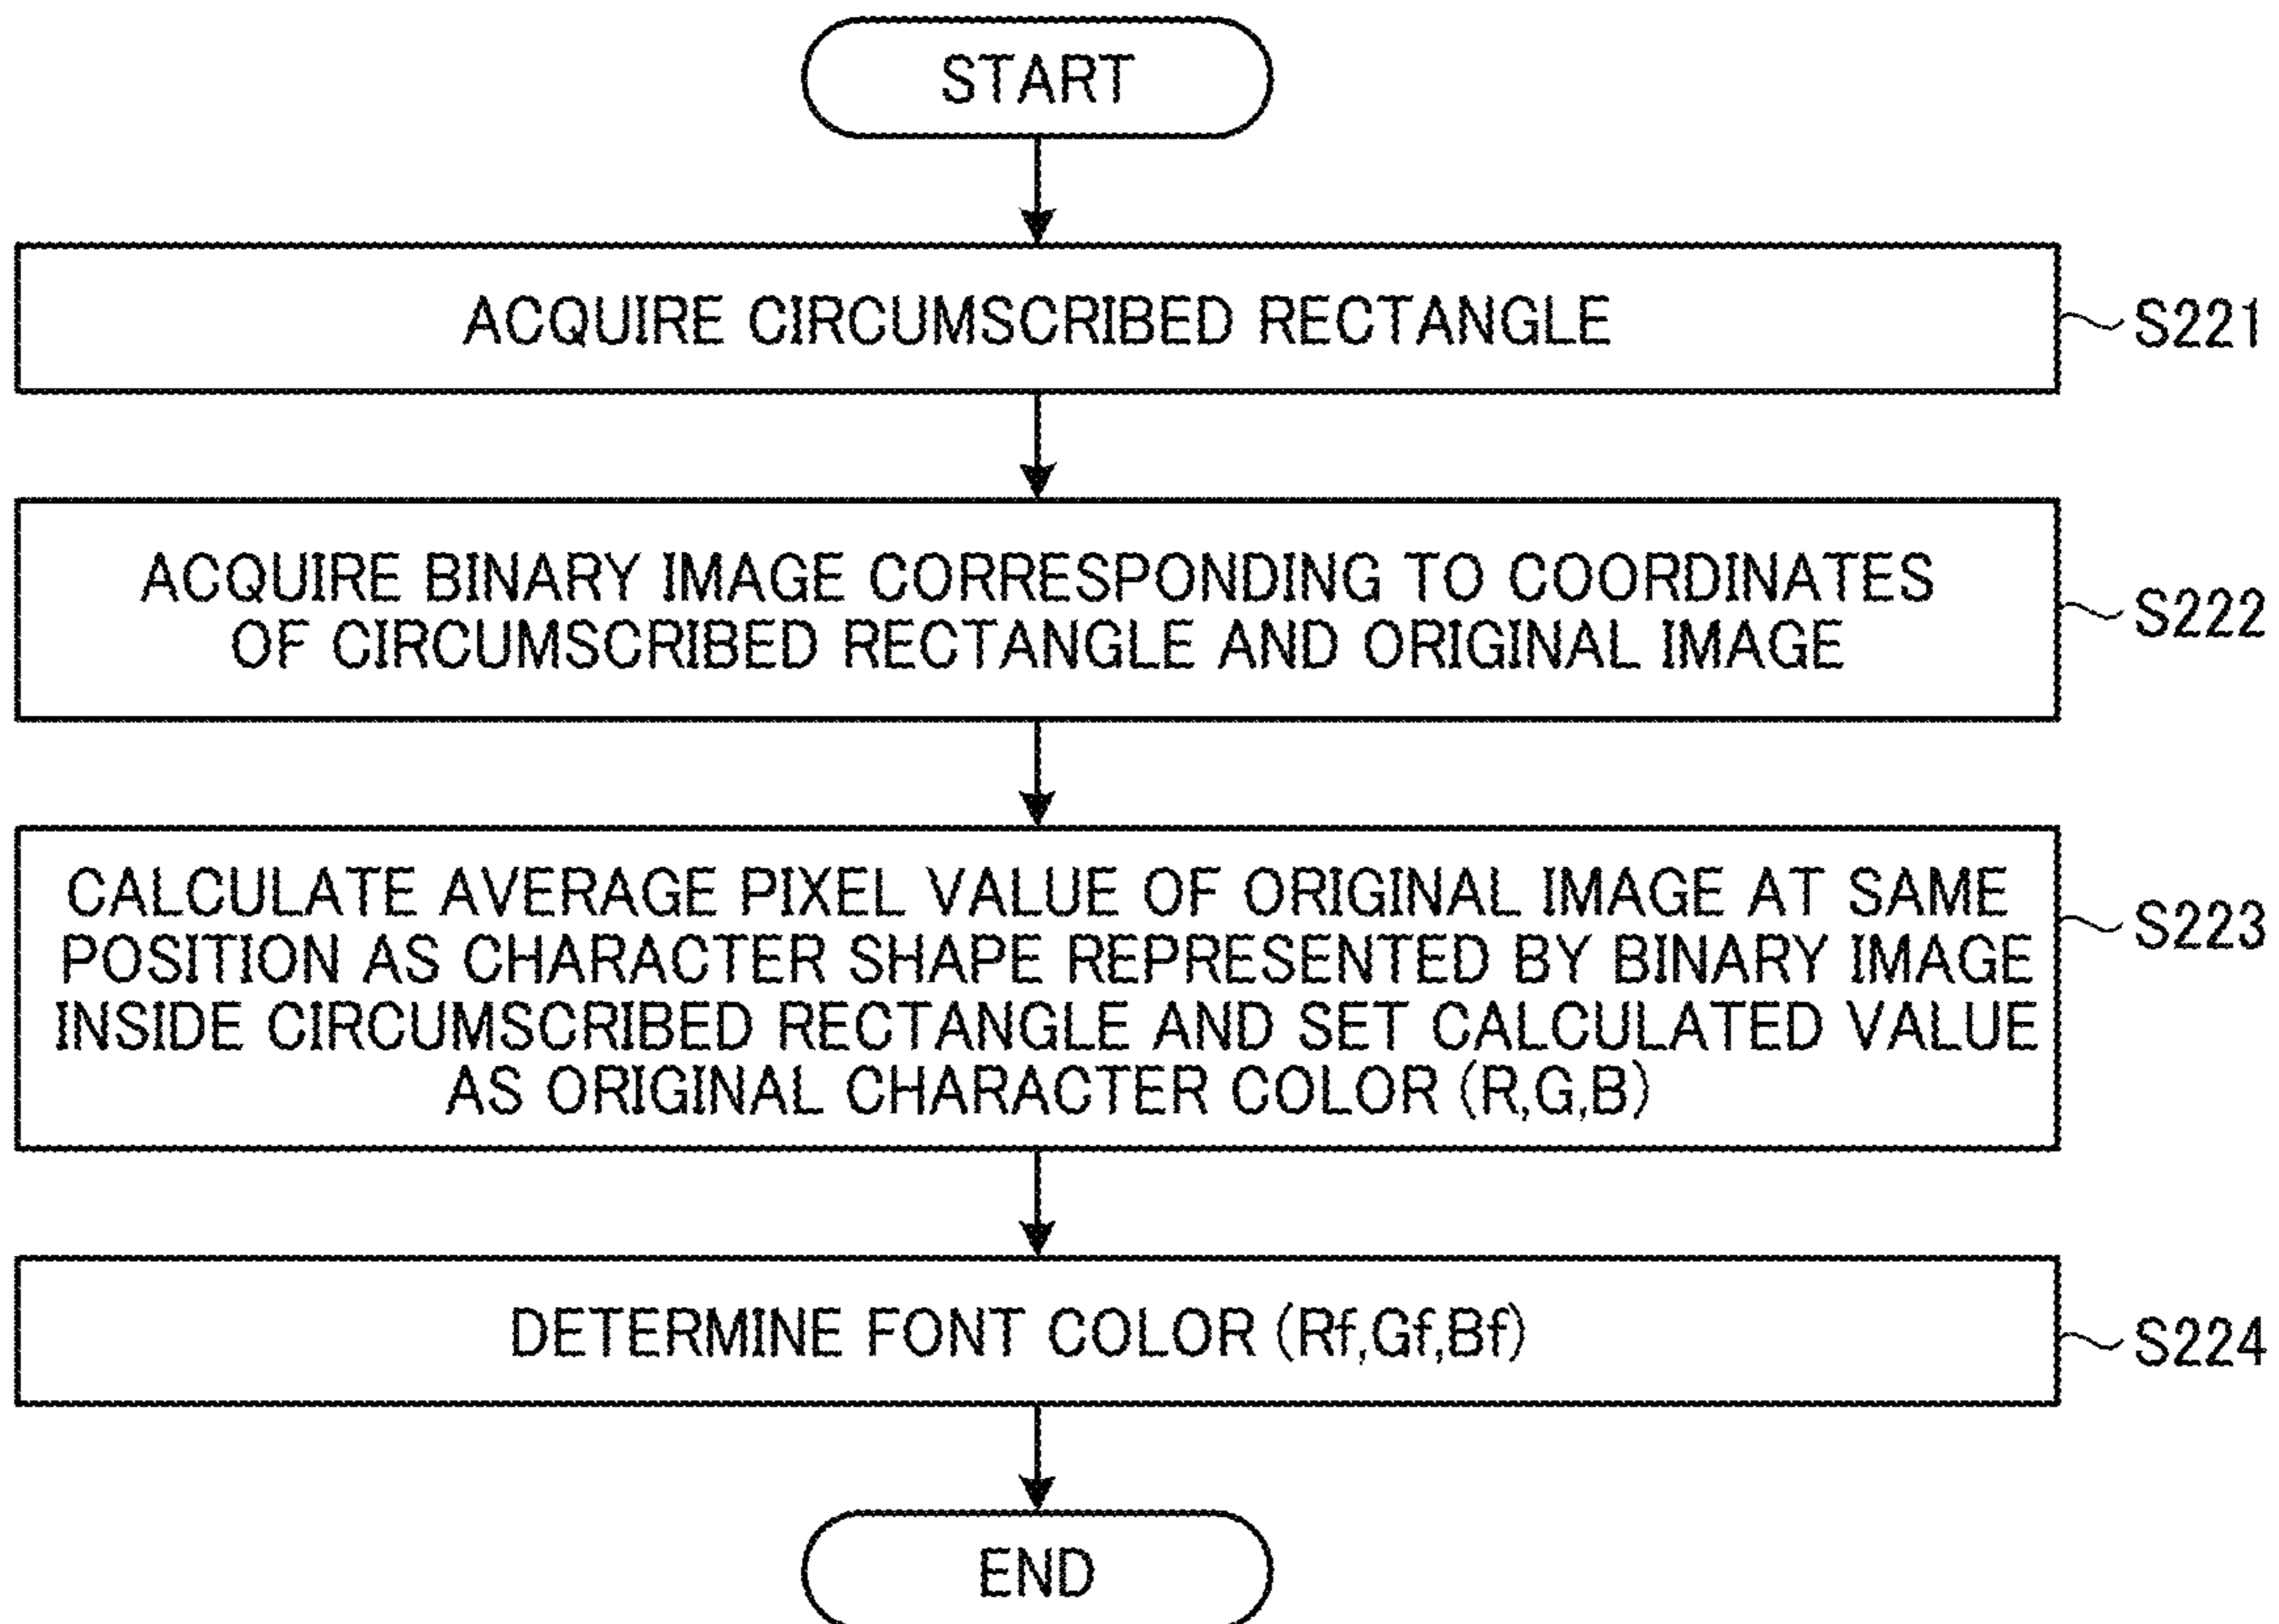 START
ACQUIRE CIRCUMSCRIBED RECTANGLE
S221
ACQUIRE BINARY IMAGE CORRESPONDING TO COORDINATES
OF CIRCUMSCRIBED RECTANGLE AND ORIGINAL IMAGE
S222
CALCULATE AVERAGE PIXEL VALUE OF ORIGINAL IMAGE AT SAME
POSITION AS CHARACTER SHAPE REPRESENTED BY BINARY IMAGE
INSIDE CIRCUMSCRIBED RECTANGLE AND SET CALCULATED VALUE
AS ORIGINAL CHARACTER COLOR (R,G,B)
S223
DETERMINE FONT COLOR (Rf,Gf,Bf)
S224
END